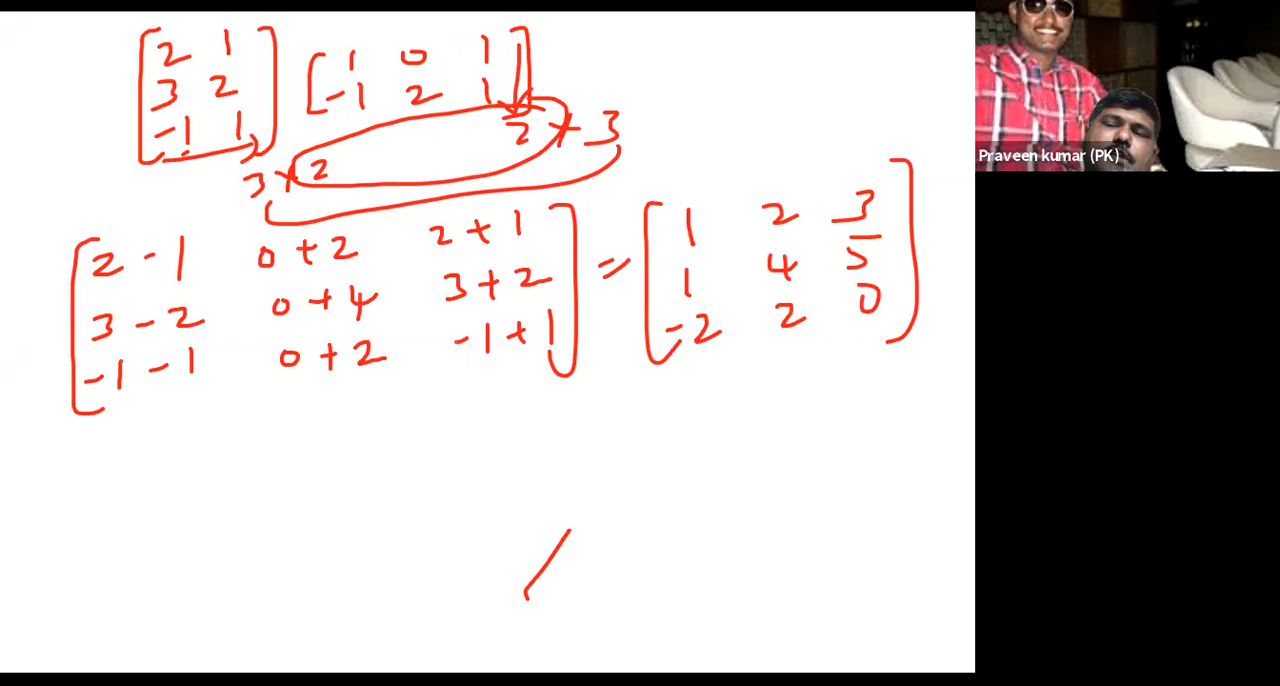 [2 1] [1 0 1]
3 2 -1 2 1
-1 1 2 × 3
3 × 2
[2 - 1 0 + 2 2 + 1] = [1 2 3]
3 - 2 0 + 4 3 + 2 1 4 5
-1 - 1 0 + 2 -1 + 1 -2 2 0
Praveen kumar (PK)